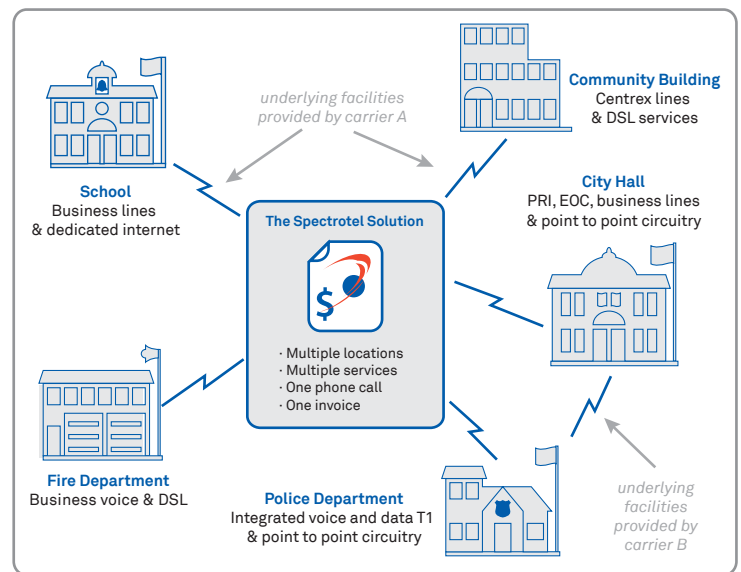 underlying facilities
provided by carrier A
Community Building
Centrex lines
& DSL services
School
Business lines
& dedicated internet
City Hall
PRI, EOC, business lines
& point to point circuitry
The Spectrotel Solution
$
· Multiple locations
· Multiple services
· One phone call
· One invoice
Fire Department
Business voice & DSL
Police Department
Integrated voice and data T1
& point to point circuitry
underlying
facilities
provided by
carrier B